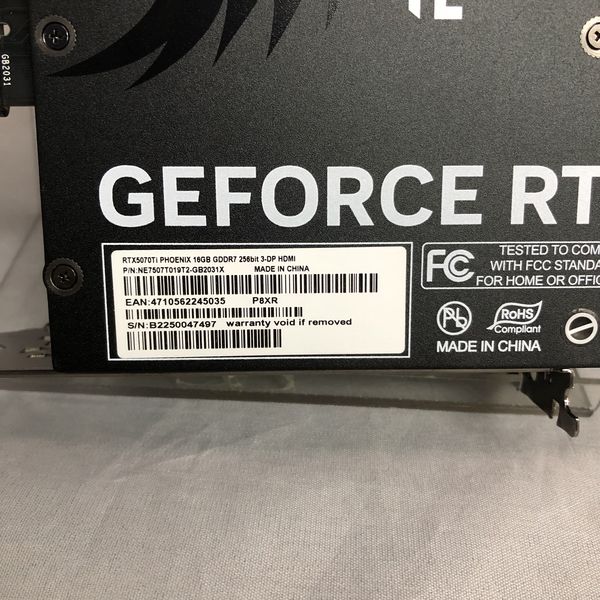 GB2031
GEFORCE RT
RTX5070Ti PHOENIX 16GB GDDR7 256bit 3-DP HDMI
P/N:NE7507T019T2-GB2031X MADE IN CHINA
EAN:4710562245035 P8XR
S/N:B2250047497 warranty void if removed
FC
TESTED TO COM
WITH FCC STANDA
FOR HOME OR OFFIC
Pb
RoHS
Compliant
MADE IN CHINA